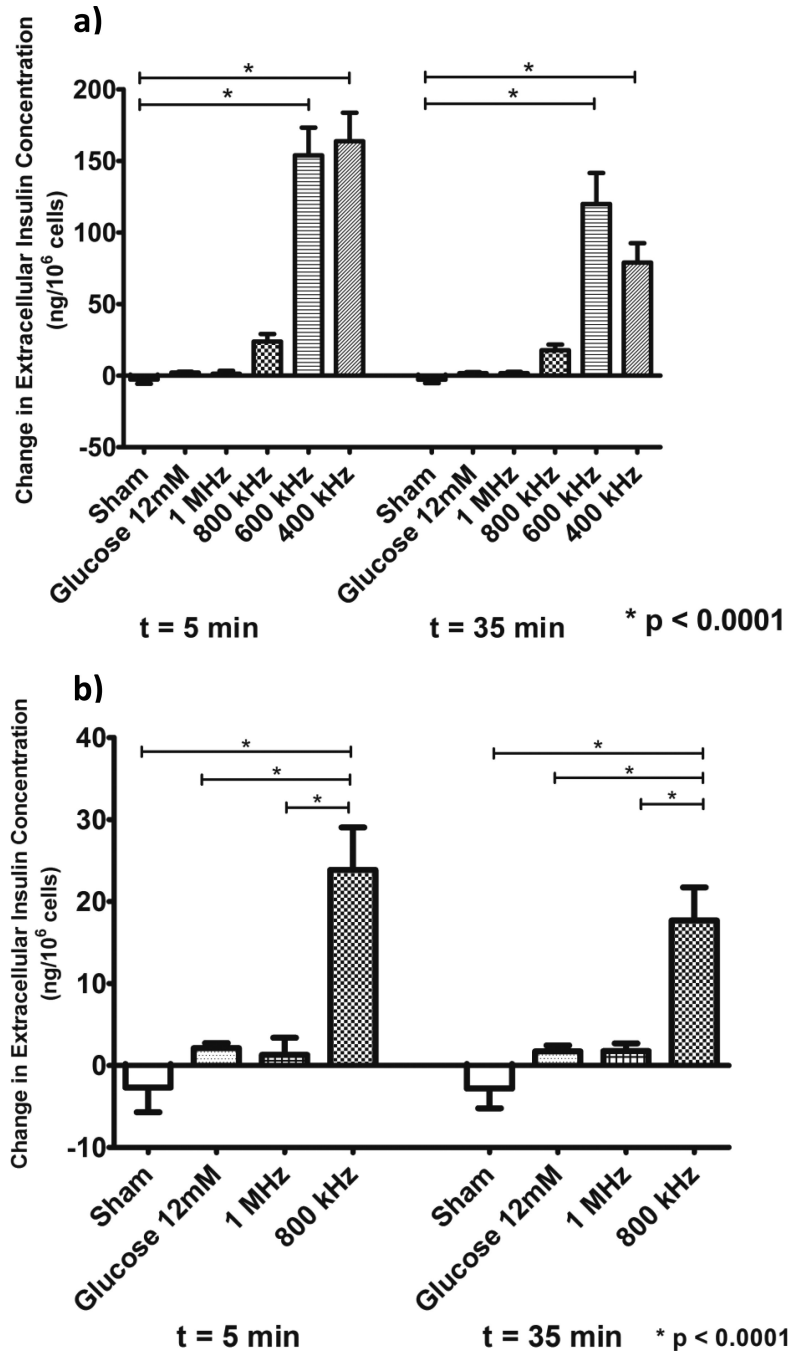 a)
Change in Extracellular Insulin Concentration
(ng/10⁶ cells)
200
150
100
50
0
-50
*
*
*
*
Sham
Glucose 12mM
1 MHz
800 kHz
600 kHz
400 kHz
Sham
Glucose 12mM
1 MHz
800 kHz
600 kHz
400 kHz
t = 5 min
t = 35 min
* p < 0.0001
b)
Change in Extracellular Insulin Concentration
(ng/10⁶ cells)
40
30
20
10
0
-10
*
*
*
*
*
*
Sham
Glucose 12mM
1 MHz
800 kHz
Sham
Glucose 12mM
1 MHz
800 kHz
t = 5 min
t = 35 min
* p < 0.0001